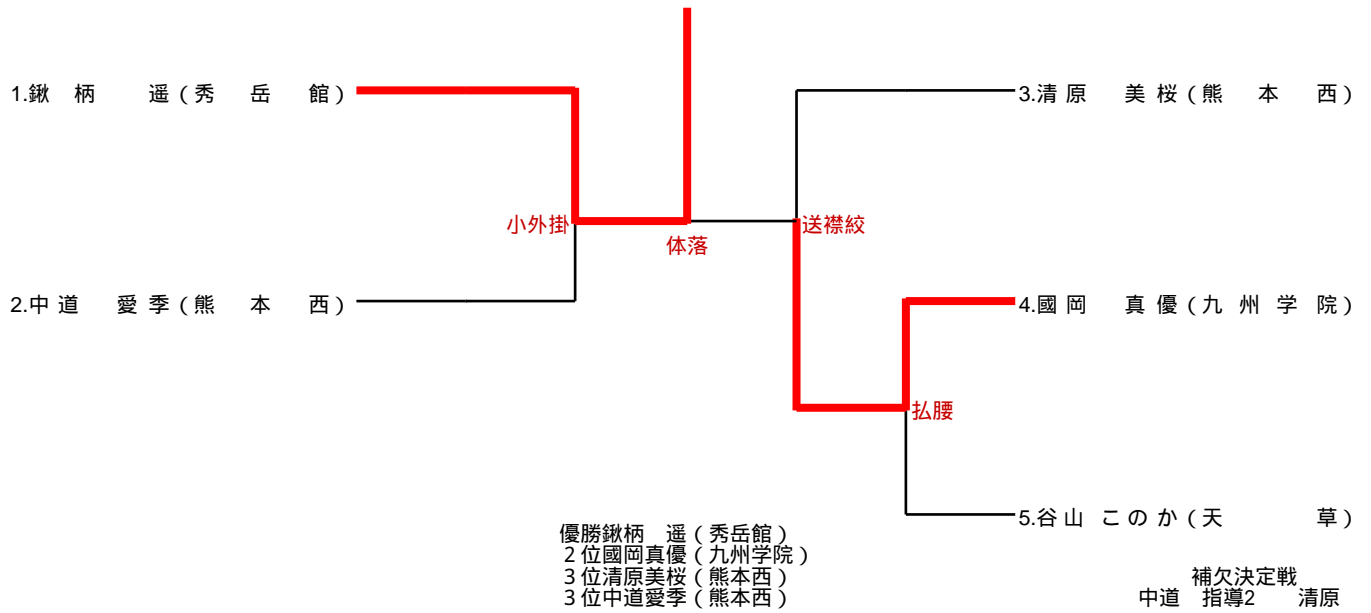 1.鍬柄 遥(秀岳館)
3.清原 美桜(熊本西)
小外掛
送襟絞
体落
2.中道 愛季(熊本西)
4.國岡 真優(九州学院)
払腰
5.谷山 このか(天草)
優勝鍬柄 遥(秀岳館)
2位國岡真優(九州学院)
3位清原美桜(熊本西)
3位中道愛季(熊本西)
補欠決定戦
中道 指導2 清原